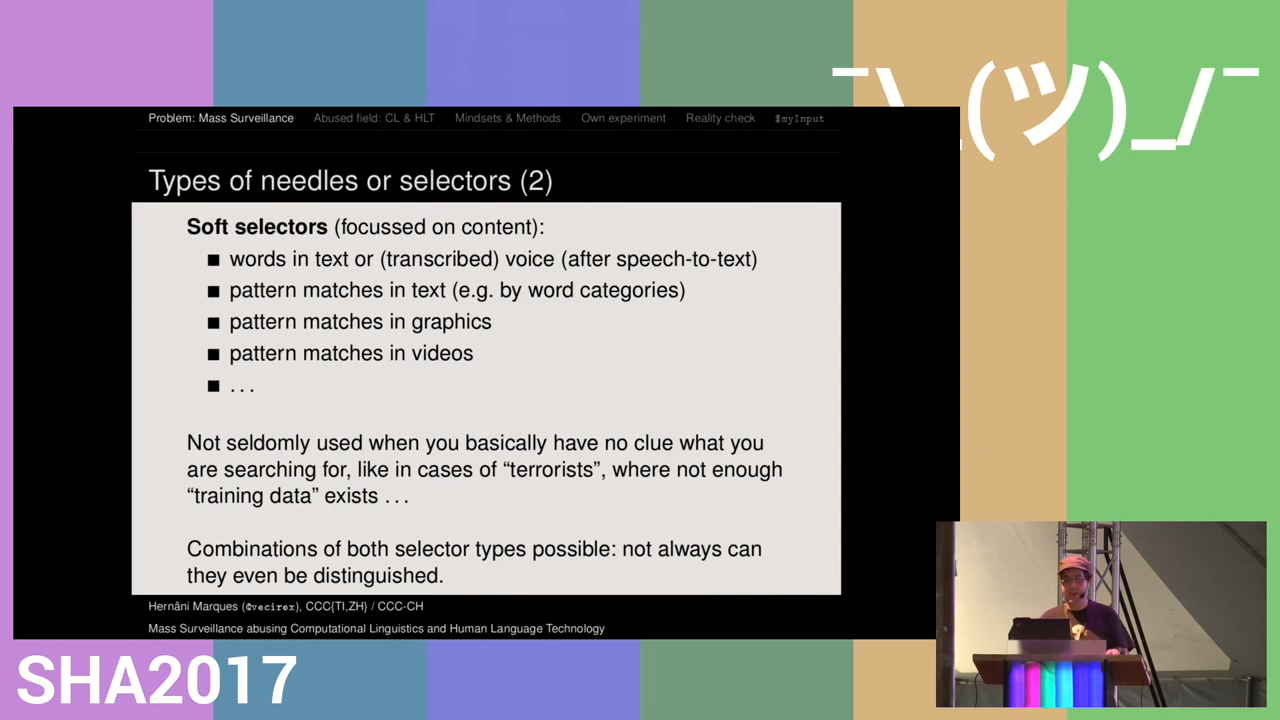 ¯\_(ツ)_/¯
Problem: Mass Surveillance Abused field: CL & HLT Mindsets & Methods Own experiment Reality check $myInput
Types of needles or selectors (2)
Soft selectors (focussed on content):
■ words in text or (transcribed) voice (after speech-to-text)
■ pattern matches in text (e.g. by word categories)
■ pattern matches in graphics
■ pattern matches in videos
■ . . .
Not seldomly used when you basically have no clue what you
are searching for, like in cases of “terrorists”, where not enough
“training data” exists . . .
Combinations of both selector types possible: not always can
they even be distinguished.
Hernâni Marques (@vecirex), CCC{TI,ZH} / CCC-CH
Mass Surveillance abusing Computational Linguistics and Human Language Technology
SHA2017